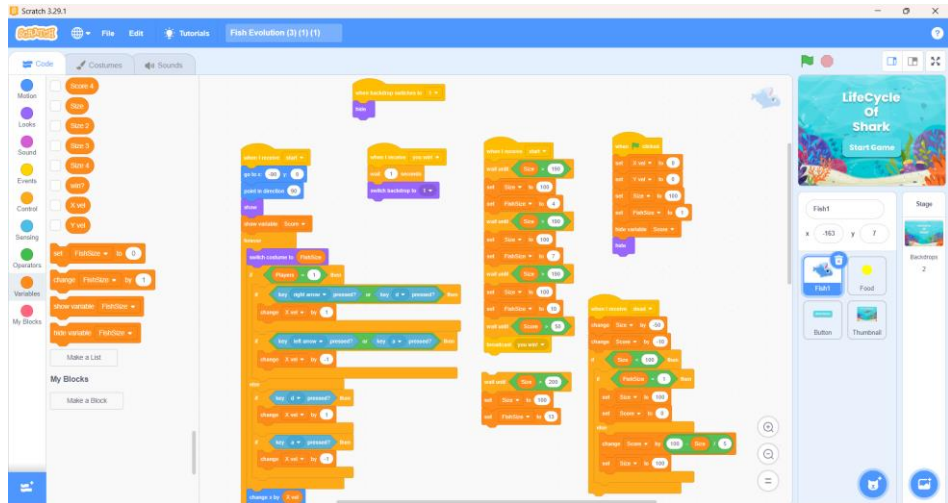 Scratch 3.29.1
SCRATCH
File Edit Tutorials Fish Evolution (3) (1) (1)
Code Costumes Sounds
Motion
Looks
Sound
Events
Control
Sensing
Operators
Variables
My Blocks
Score 4
Size
Size 2
Size 3
Size 4
win?
X vel
Y vel
set FishSize to 0
change FishSize by 1
show variable FishSize
hide variable FishSize
Make a List
My Blocks
Make a Block
when backdrop switches to 1
hide
when I receive start
go to x: -80 y: 0
point in direction 90
show
show variable Score
forever
switch costume to FishSize
if Players = 1 then
if key right arrow pressed? or key d pressed? then
change X vel by 1
if key left arrow pressed? or key a pressed? then
change X vel by -1
else
if key d pressed? then
change X vel by 1
if key a pressed? then
change X vel by -1
change x by X vel
when I receive you win!
wait 1 seconds
switch backdrop to 1
when I receive start
wait until Size
set Size to 100
set FishSize to 4
wait until Size
set Size to 100
set FishSize to 7
wait until Size
set Size to 100
set FishSize to 10
wait until Score
broadcast you win!
wait until Size 200
set Size to 100
set FishSize to 13
when clicked
set X vel to 0
set Y vel to 0
set Size to 100
set FishSize to 1
hide variable Score
hide
when I receive
change Size by -50
change Score by -10
if Size 100 then
if FishSize 1 then
set Size to 100
set Score to 0
else
change Score by 100 Size / 5
set Size to 100
LifeCycle
Of
Shark
Start Game
Fish1
x -163 y 7
Stage
Backdrops
2
Fish1
Food
Button
Thumbnail